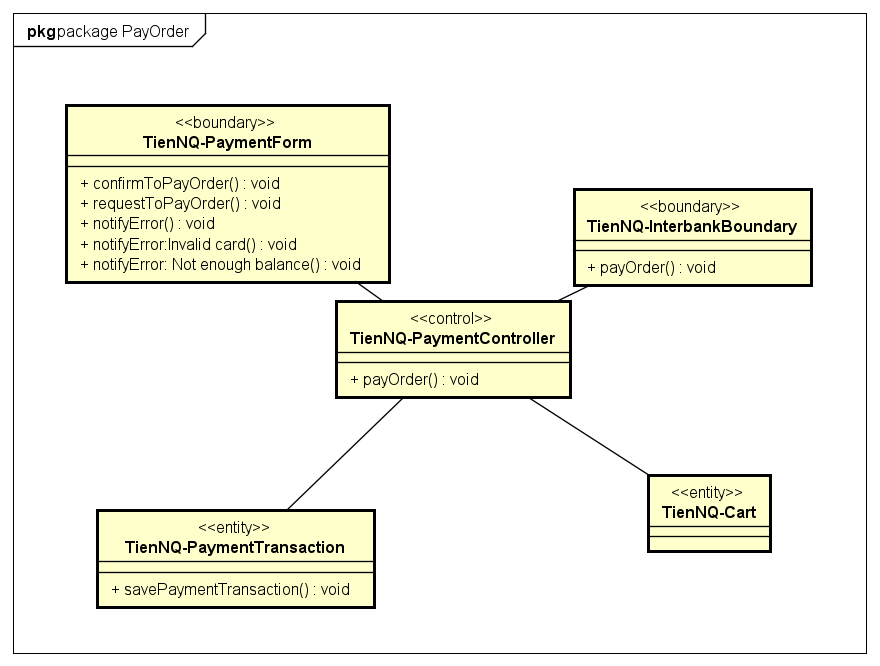 pkgpackage PayOrder
<<boundary>>
TienNQ-PaymentForm
+ confirmToPayOrder() : void
+ requestToPayOrder() : void
+ notifyError() : void
+ notifyError:Invalid card() : void
+ notifyError: Not enough balance() : void
<<boundary>>
TienNQ-InterbankBoundary
+ payOrder() : void
<<control>>
TienNQ-PaymentController
+ payOrder() : void
<<entity>>
TienNQ-Cart
<<entity>>
TienNQ-PaymentTransaction
+ savePaymentTransaction() : void